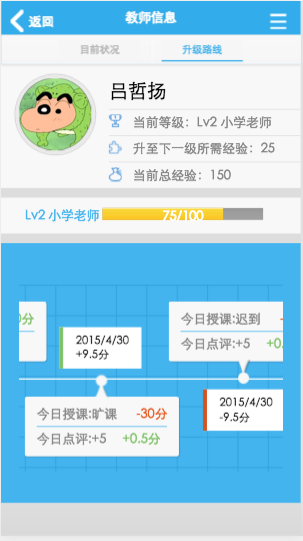 返回
教师信息
目前状况
升级路线
吕哲扬
当前等级：Lv2 小学老师
升至下一级所需经验：25
当前总经验：150
Lv2 小学老师
75/100
0分
2015/4/30
+9.5分
今日授课:迟到 -
今日点评:+5 +0.
今日授课:旷课 -30分
今日点评:+5 +0.5分
2015/4/30
-9.5分